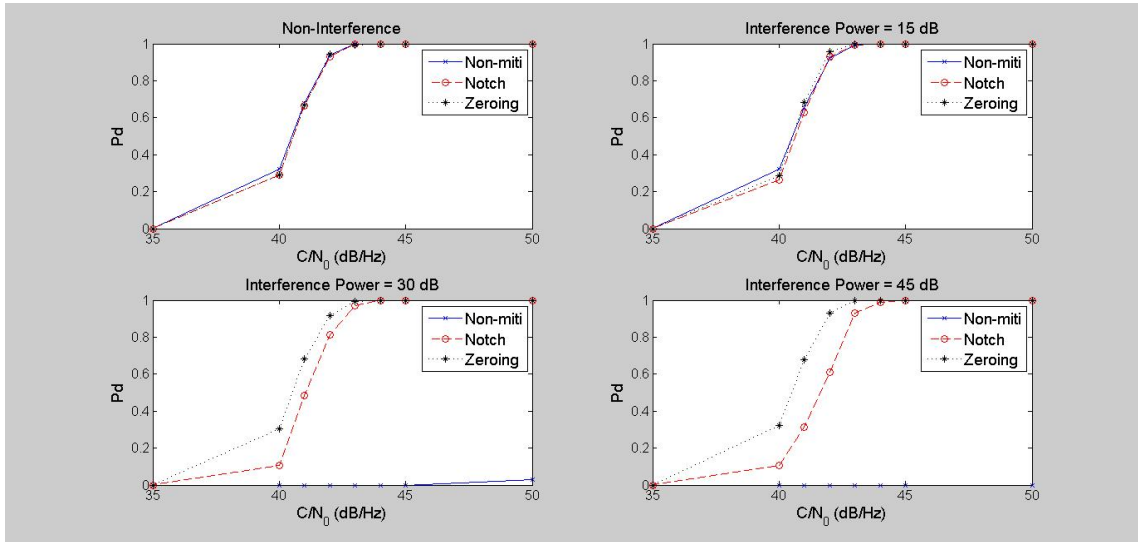 Non-Interference
1
0.8
0.6
0.4
0.2
0
Pd
35
40
45
50
C/N0 (dB/Hz)
Non-miti
Notch
Zeroing
Interference Power = 15 dB
1
0.8
0.6
0.4
0.2
0
Pd
35
40
45
50
C/N0 (dB/Hz)
Non-miti
Notch
Zeroing
Interference Power = 30 dB
1
0.8
0.6
0.4
0.2
0
Pd
35
40
45
50
C/N0 (dB/Hz)
Non-miti
Notch
Zeroing
Interference Power = 45 dB
1
0.8
0.6
0.4
0.2
0
Pd
35
40
45
50
C/N0 (dB/Hz)
Non-miti
Notch
Zeroing